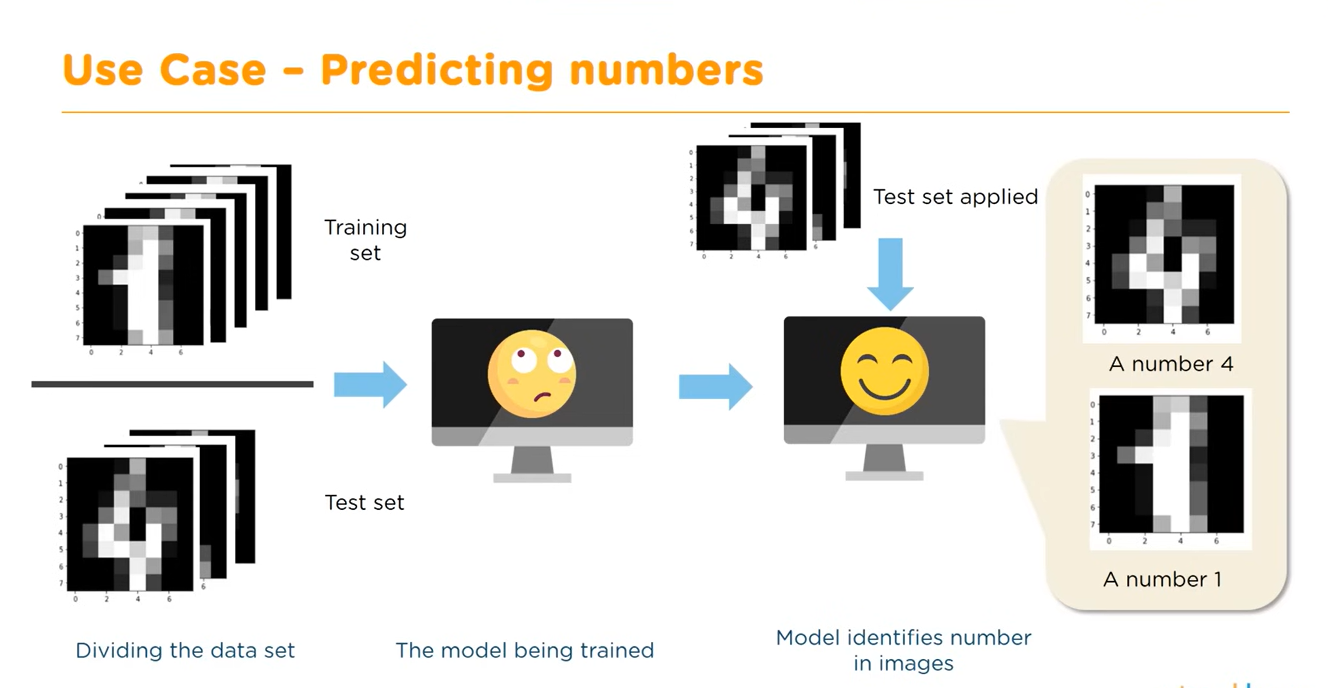 Use Case – Predicting numbers
Training
set
Test set
Dividing the data set
The model being trained
Test set applied
Model identifies number
in images
A number 4
A number 1